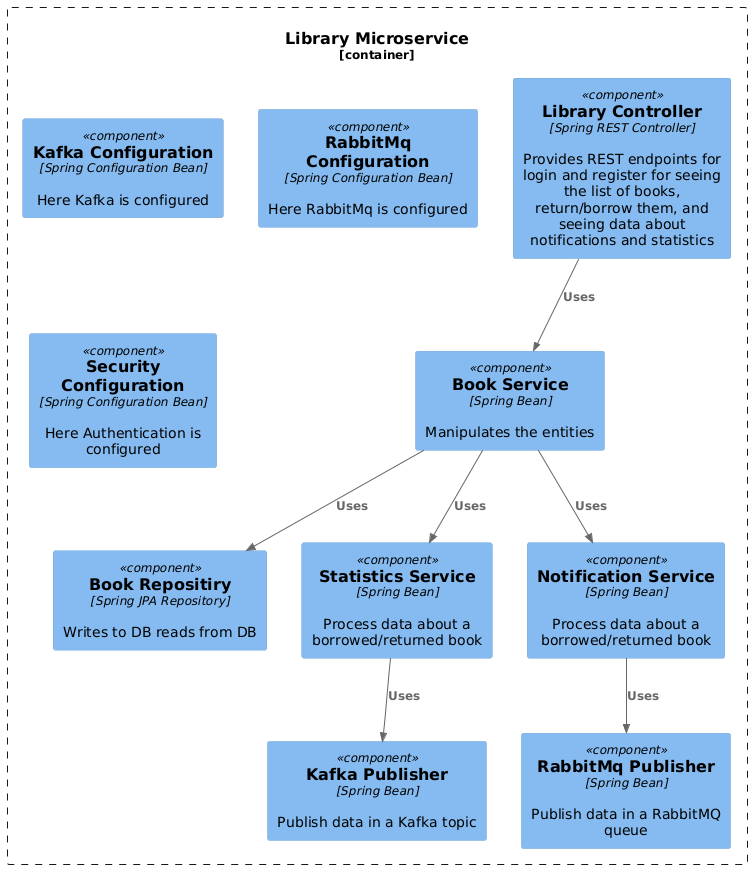 Library Microservice
[container]
«component»
Kafka Configuration
[Spring Configuration Bean]
Here Kafka is configured
«component»
RabbitMq
Configuration
[Spring Configuration Bean]
Here RabbitMq is configured
«component»
Library Controller
[Spring REST Controller]
Provides REST endpoints for
login and register for seeing
the list of books,
return/borrow them, and
seeing data about
notifications and statistics
Uses
«component»
Security
Configuration
[Spring Configuration Bean]
Here Authentication is
configured
«component»
Book Service
[Spring Bean]
Manipulates the entities
Uses
Uses
Uses
«component»
Book Repositiry
[Spring JPA Repository]
Writes to DB reads from DB
«component»
Statistics Service
[Spring Bean]
Process data about a
borrowed/returned book
«component»
Notification Service
[Spring Bean]
Process data about a
borrowed/returned book
Uses
Uses
«component»
Kafka Publisher
[Spring Bean]
Publish data in a Kafka topic
«component»
RabbitMq Publisher
[Spring Bean]
Publish data in a RabbitMQ
queue